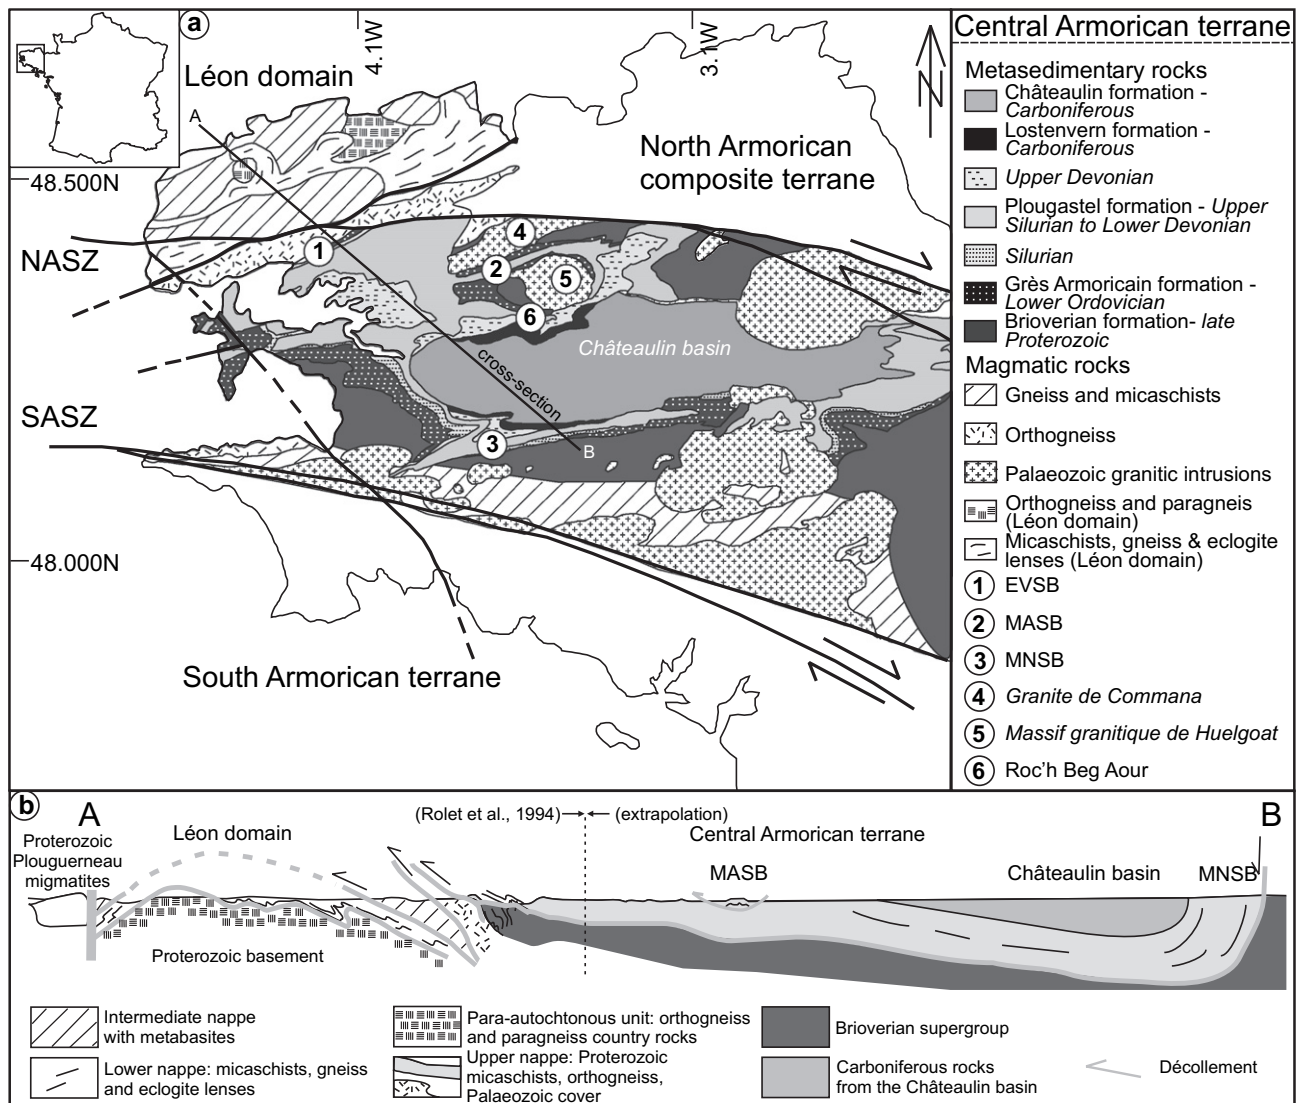 a
4.1W
3.1W
N
Léon domain
A
North Armorican
composite terrane
48.500N
NASZ
1
4
2
5
6
Châteaulin basin
cross-section
SASZ
3
B
48.000N
South Armorican terrane
Central Armorican terrane
Metasedimentary rocks
Châteaulin formation -
Carboniferous
Lostenvern formation -
Carboniferous
Upper Devonian
Plougastel formation - Upper
Silurian to Lower Devonian
Silurian
Grès Armoricain formation -
Lower Ordovician
Brioverian formation- late
Proterozoic
Magmatic rocks
Gneiss and micaschists
Orthogneiss
Palaeozoic granitic intrusions
Orthogneiss and paragneis
(Léon domain)
Micaschists, gneiss & eclogite
lenses (Léon domain)
1 EVSB
2 MASB
3 MNSB
4 Granite de Commana
5 Massif granitique de Huelgoat
6 Roc'h Beg Aour
b
A
B
(Rolet et al., 1994)
(extrapolation)
Proterozoic
Plouguerneau
migmatites
Léon domain
Central Armorican terrane
MASB
Châteaulin basin
MNSB
Proterozoic basement
Intermediate nappe
with metabasites
Lower nappe: micaschists, gneiss
and eclogite lenses
Para-autochtonous unit: orthogneiss
and paragneiss country rocks
Upper nappe: Proterozoic
micaschists, orthogneiss,
Palaeozoic cover
Brioverian supergroup
Carboniferous rocks
from the Châteaulin basin
Décollement